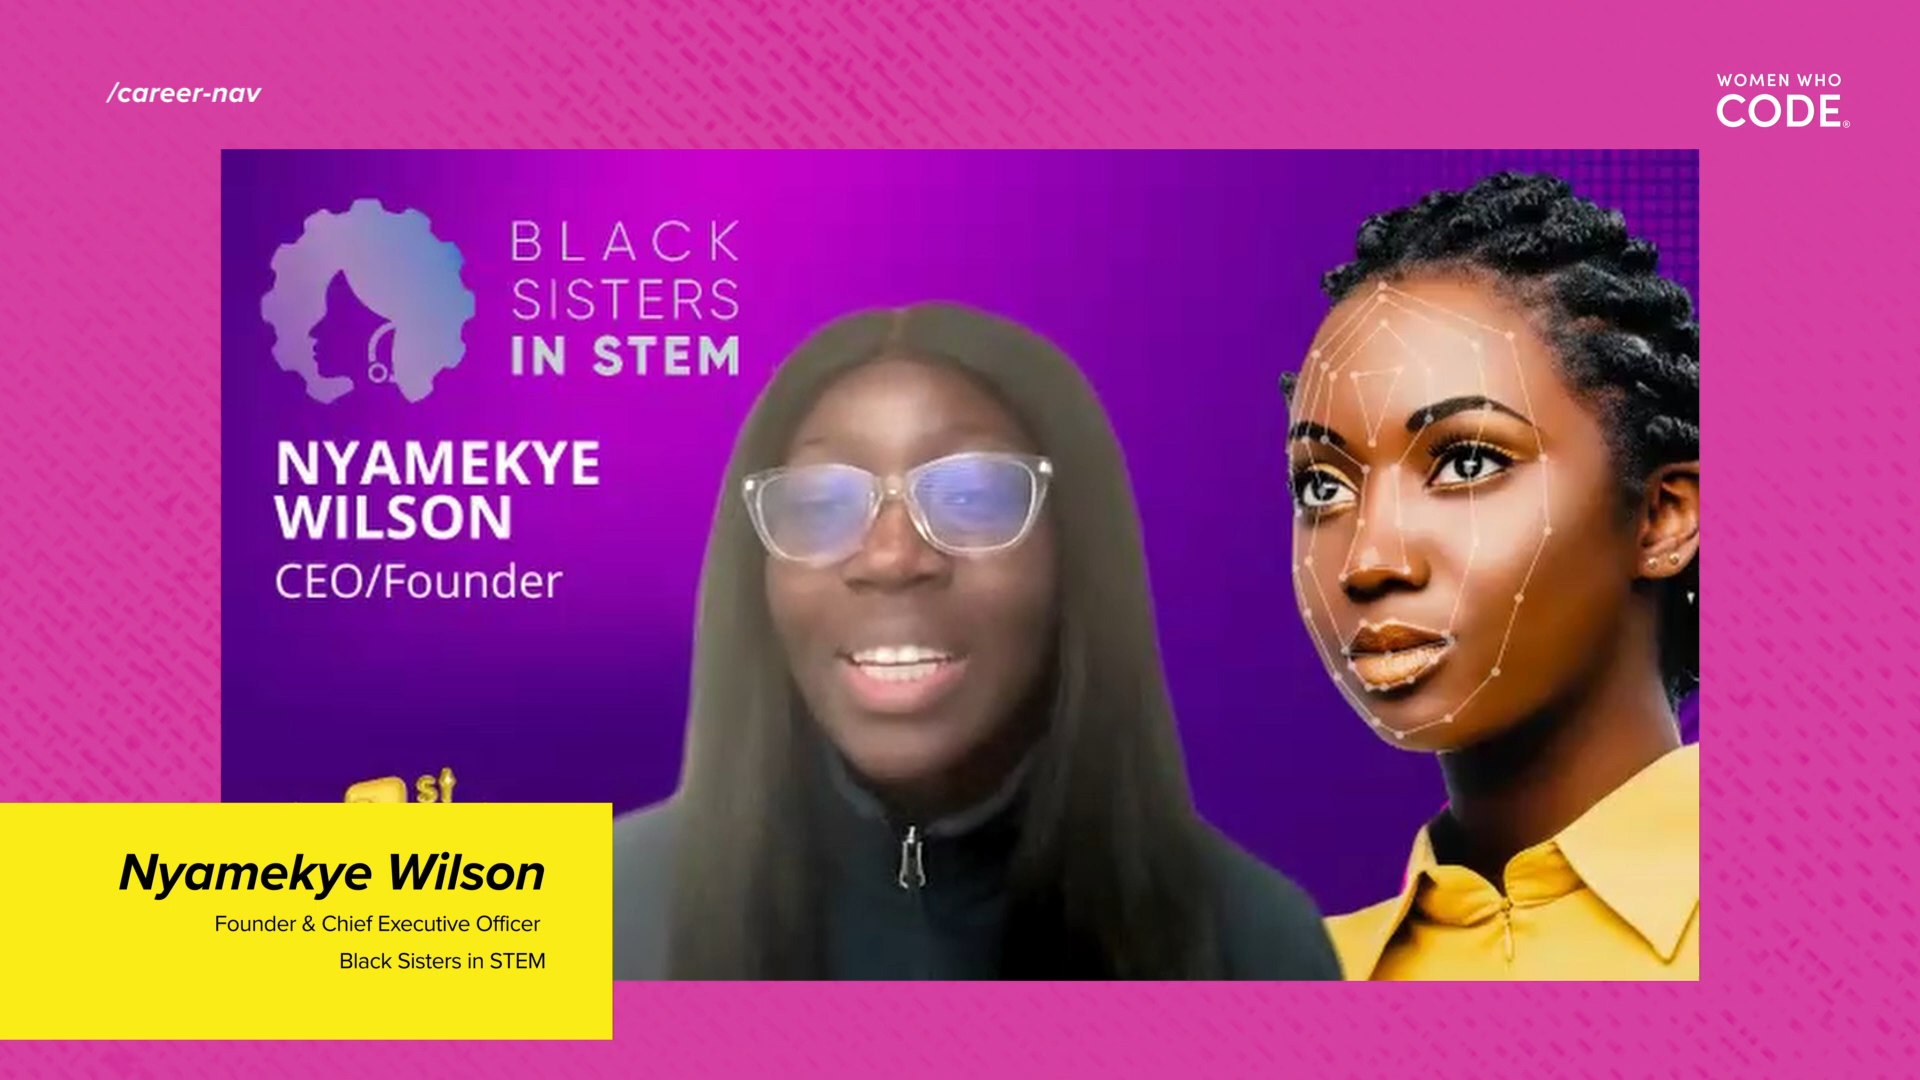 /career-nav
WOMEN WHO
CODE®
BLACK
SISTERS
IN STEM
NYAMEKYE
WILSON
CEO/Founder
st
Nyamekye Wilson
Founder & Chief Executive Officer
Black Sisters in STEM